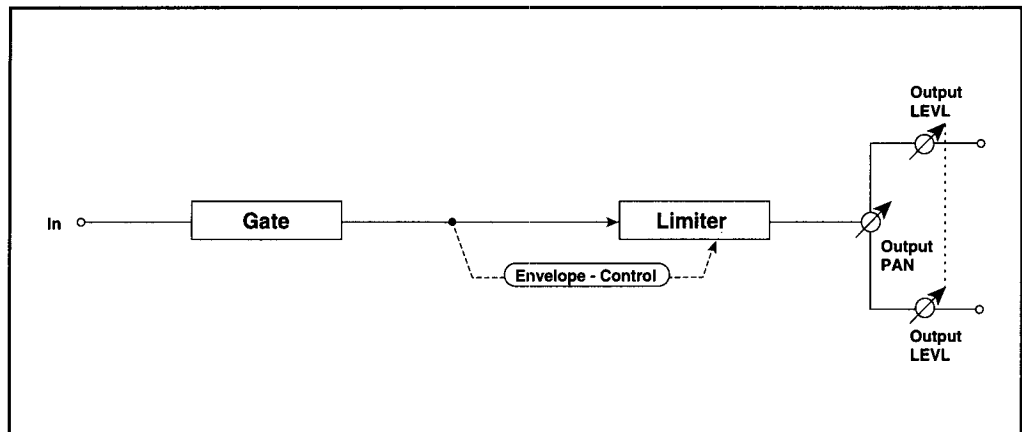 Output
LEVL
In
Gate
Limiter
Output
PAN
Envelope - Control
Output
LEVL